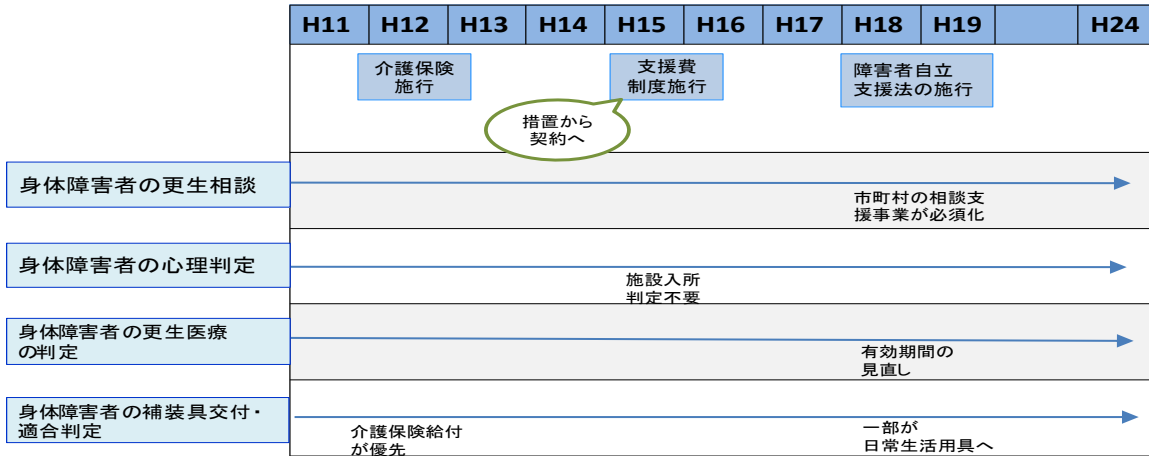 H11 H12 H13 H14 H15 H16 H17 H18 H19 H24
介護保険
施行
支援費
制度施行
障害者自立
支援法の施行
措置から
契約へ
身体障害者の更生相談
市町村の相談支
援事業が必須化
身体障害者の心理判定
施設入所
判定不要
身体障害者の更生医療
の判定
有効期間の
見直し
身体障害者の補装具交付・
適合判定
介護保険給付
が優先
一部が
日常生活用具へ